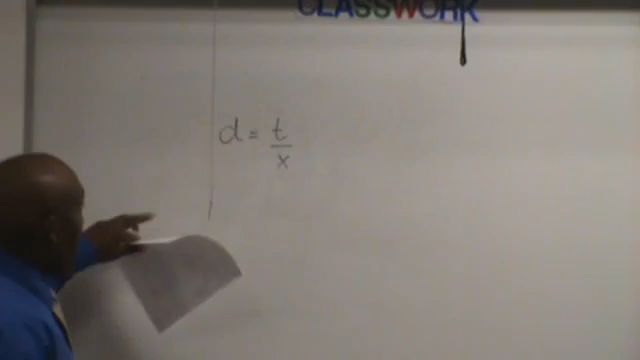 CLASSWORK
d = t/x